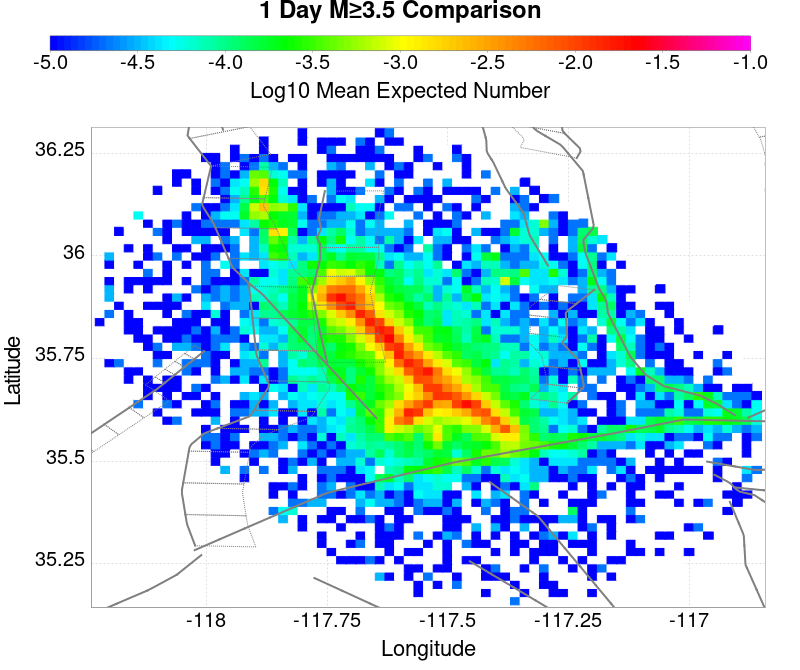 1 Day M≥3.5 Comparison
-5.0 -4.5 -4.0 -3.5 -3.0 -2.5 -2.0 -1.5 -1.0
Log10 Mean Expected Number
36.25
36
35.75
35.5
35.25
Latitude
-118 -117.75 -117.5 -117.25 -117
Longitude